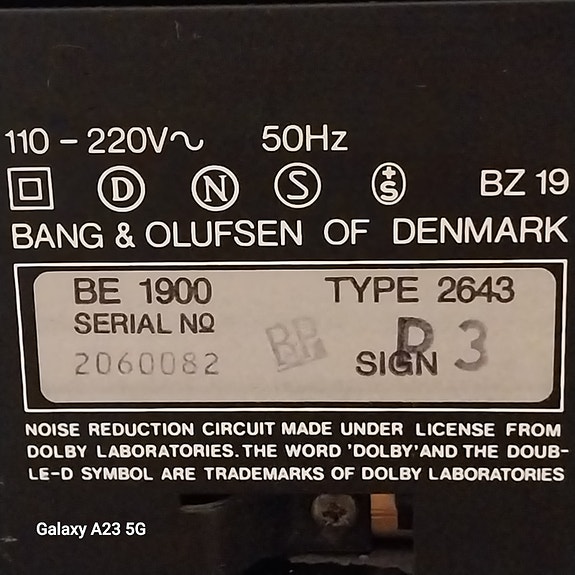 110 – 220V∿ 50Hz
D N S +S BZ 19
BANG & OLUFSEN OF DENMARK
BE 1900 TYPE 2643
SERIAL Nº BP D 3
2060082 SIGN
NOISE REDUCTION CIRCUIT MADE UNDER LICENSE FROM
DOLBY LABORATORIES.THE WORD 'DOLBY'AND THE DOUB-
LE-D SYMBOL ARE TRADEMARKS OF DOLBY LABORATORIES
Galaxy A23 5G